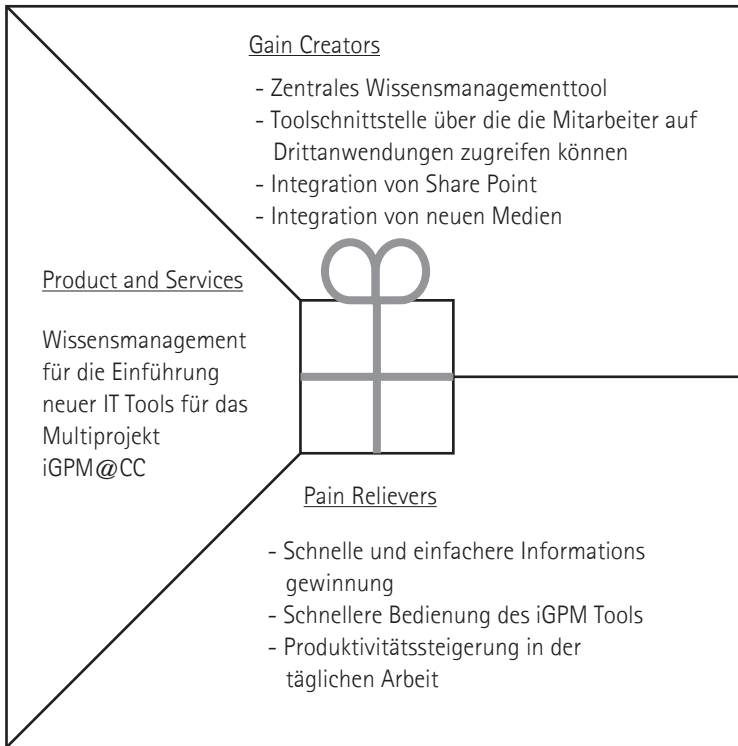 Gain Creators
- Zentrales Wissensmanagementtool
- Toolschnittstelle über die die Mitarbeiter auf
Drittanwendungen zugreifen können
- Integration von Share Point
- Integration von neuen Medien
Product and Services
Wissensmanagement
für die Einführung
neuer IT Tools für das
Multiprojekt
iGPM@CC
Pain Relievers
- Schnelle und einfachere Informations
gewinnung
- Schnellere Bedienung des iGPM Tools
- Produktivitätssteigerung in der
täglichen Arbeit